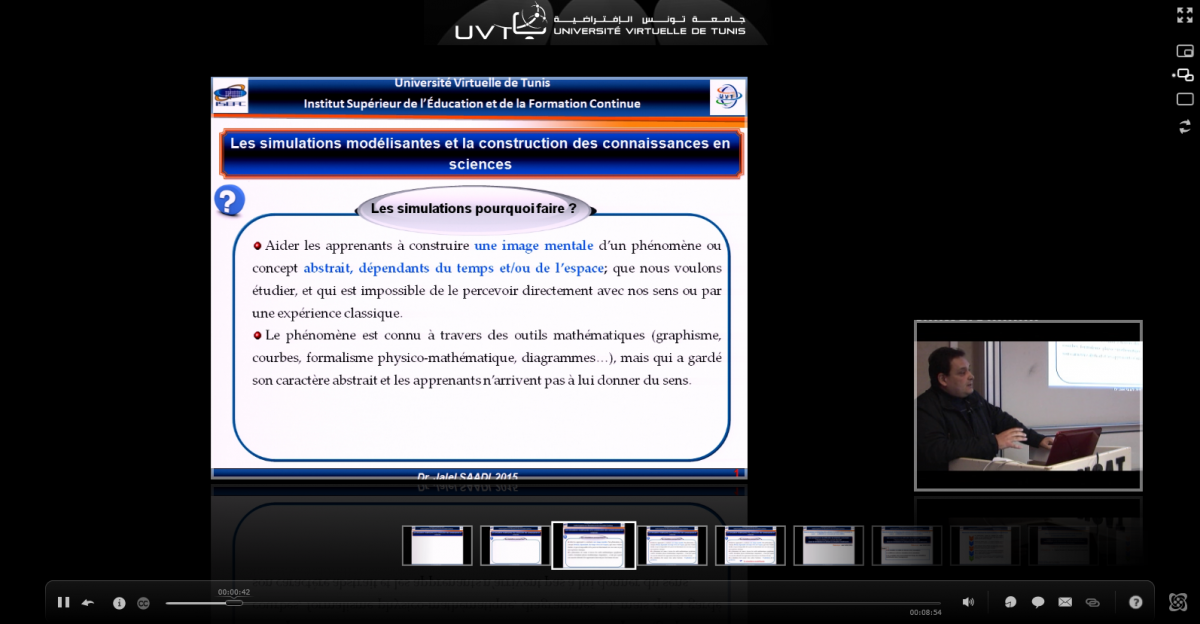 UVT
جامعة تونس الإفتراضية
UNIVERSITÉ VIRTUELLE DE TUNIS
Université Virtuelle de Tunis
Institut Supérieur de l'Éducation et de la Formation Continue
ISEFC
UVT
Les simulations modélisantes et la construction des connaissances en
sciences
?
Les simulations pourquoi faire ?
Aider les apprenants à construire une image mentale d'un phénomène ou
concept abstrait, dépendants du temps et/ou de l'espace; que nous voulons
étudier, et qui est impossible de le percevoir directement avec nos sens ou par
une expérience classique.
Le phénomène est connu à travers des outils mathématiques (graphisme,
courbes, formalisme physico-mathématique, diagrammes…), mais qui a gardé
son caractère abstrait et les apprenants n'arrivent pas à lui donner du sens.
Dr Jalel SAADI 2015
1
00:00:42
00:08:54